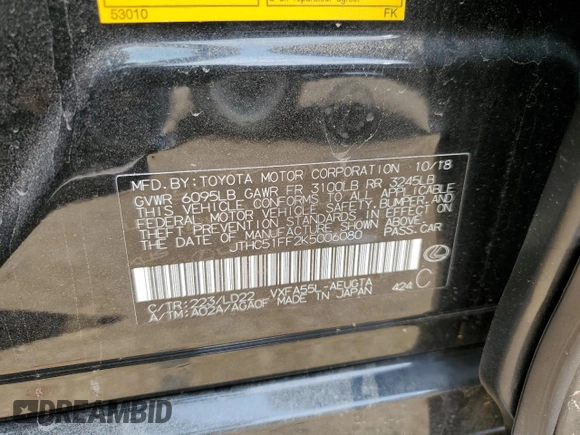 53010 FK
MFD. BY: TOYOTA MOTOR CORPORATION 10/18
GVWR 6095LB GAWR FR 3100LB RR 3245LB
THIS VEHICLE CONFORMS TO ALL APPLICABLE
FEDERAL MOTOR VEHICLE SAFETY, BUMPER, AND
THEFT PREVENTION STANDARDS IN EFFECT ON
THE DATE OF MANUFACTURE SHOWN ABOVE.
JTHC51FF2K5006080 PASS. CAR
C/TR: 223/LD22 VXFA55L-AEUGTA
A/TM: A02A/AGA0F MADE IN JAPAN 424 C
DREAMBID